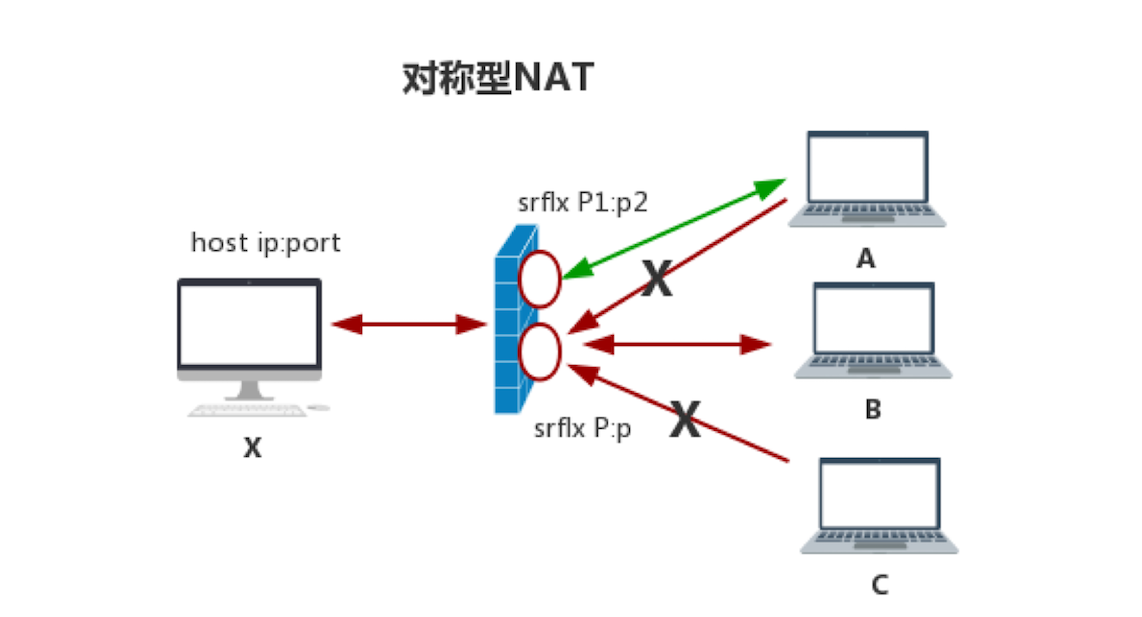 对称型NAT
srflx P1:p2
host ip:port
A
X
B
srflx P:p
X
X
C